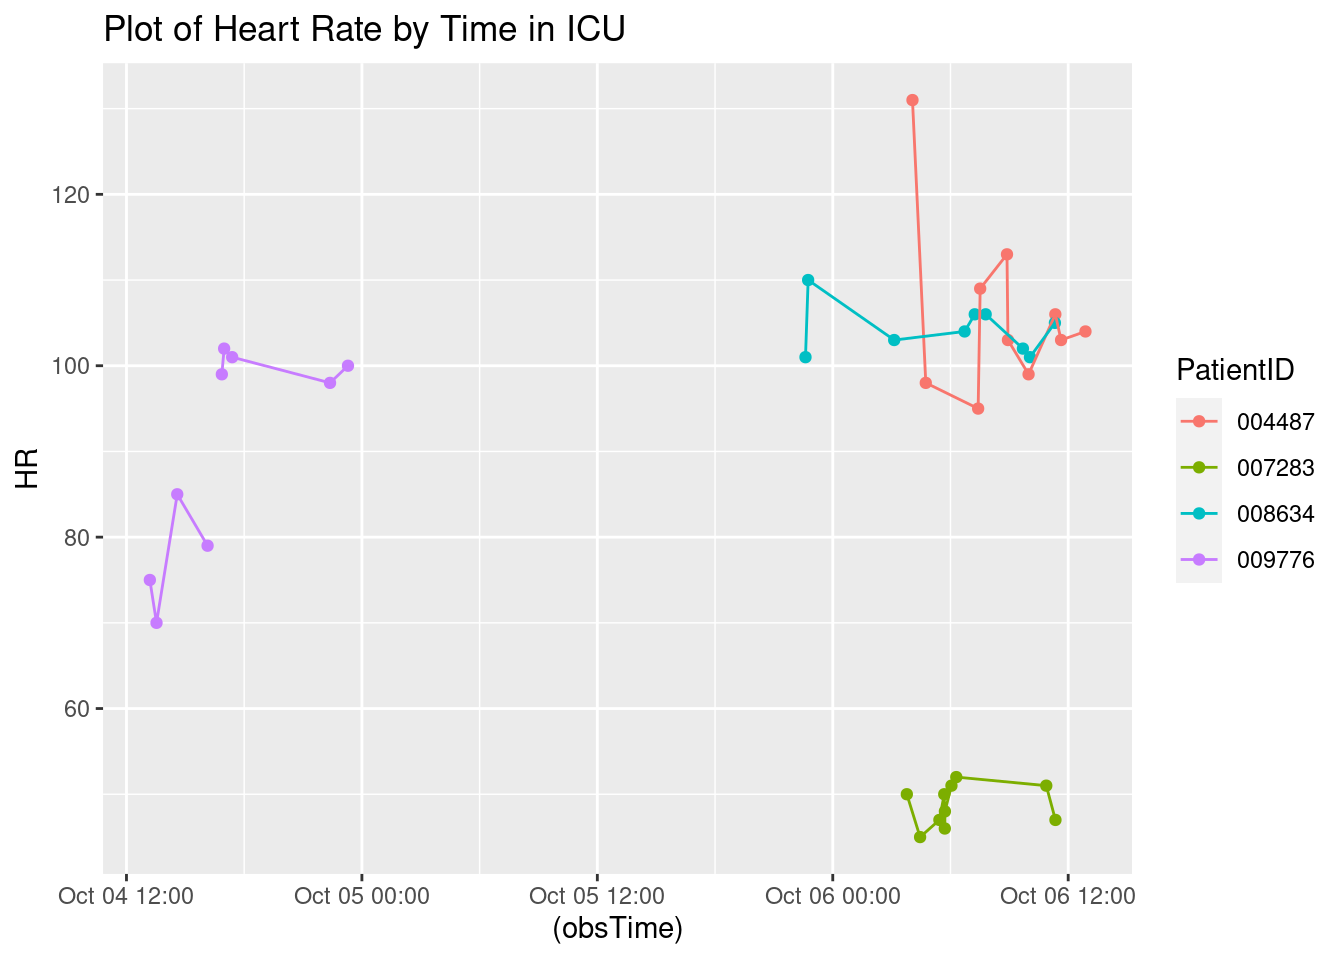 Plot of Heart Rate by Time in ICU
120
100
80
60
HR
Oct 04 12:00
Oct 05 00:00
Oct 05 12:00
Oct 06 00:00
Oct 06 12:00
(obsTime)
PatientID
004487
007283
008634
009776